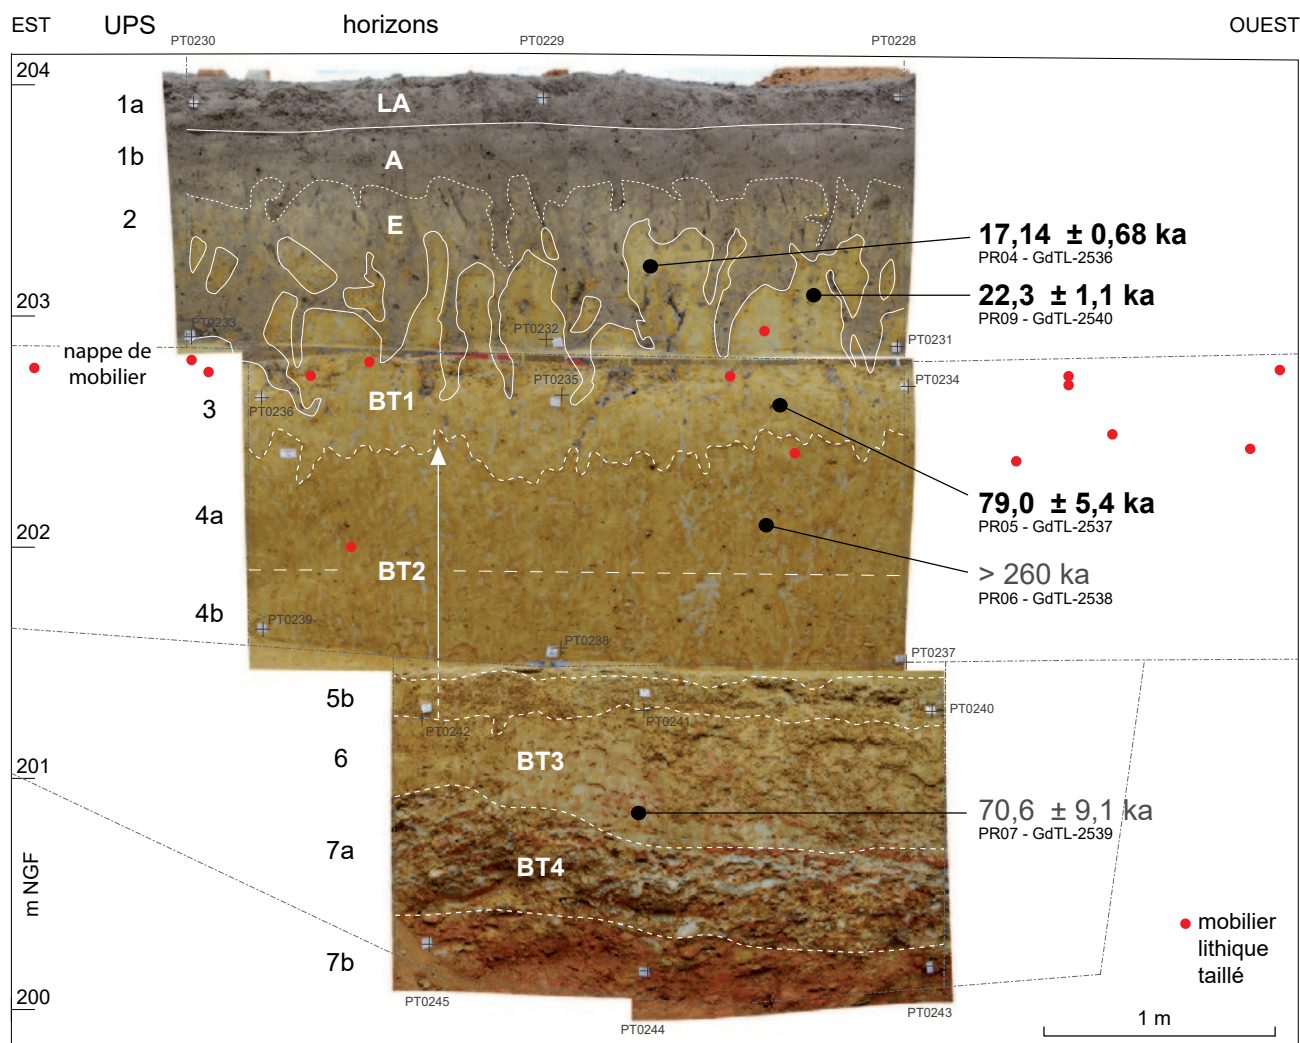 EST
UPS
horizons
OUEST
PT0230
PT0229
PT0228
204
1a
LA
1b
A
2
E
17,14 ± 0,68 ka
PR04 - GdTL-2536
22,3 ± 1,1 ka
PR09 - GdTL-2540
203
PT0233
PT0232
PT0231
nappe de
mobilier
PT0235
PT0234
BT1
3
PT0236
79,0 ± 5,4 ka
PR05 - GdTL-2537
4a
202
BT2
> 260 ka
PR06 - GdTL-2538
4b
PT0239
PT0238
PT0237
5b
PT0242
PT0241
PT0240
6
BT3
201
70,6 ± 9,1 ka
PR07 - GdTL-2539
7a
BT4
m NGF
mobilier
lithique
taillé
7b
200
PT0245
PT0244
PT0243
1 m